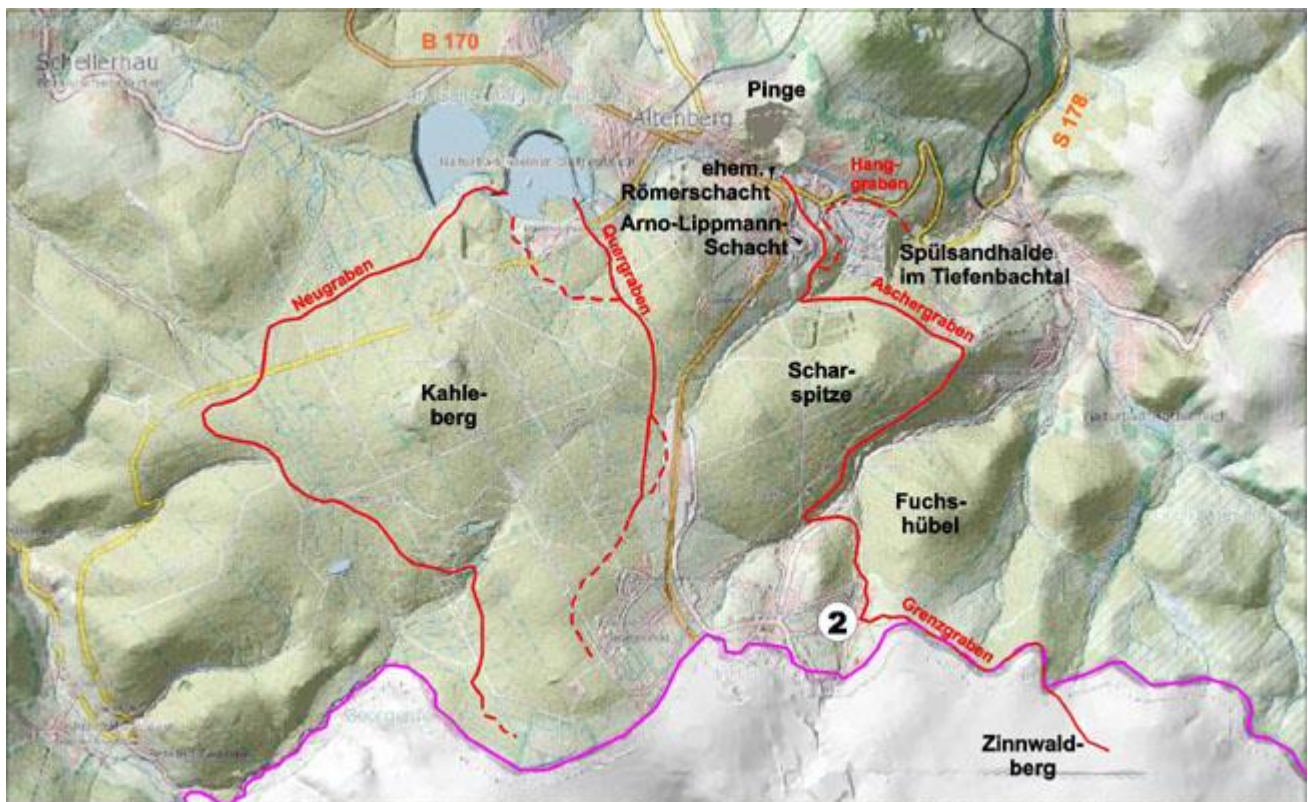 B 170
Schellerhau
Pinge
Altenberg
S 178
ehem.
Römerschacht
Hang-
graben
Arno-Lippmann-
Schacht
Spülsandhalde
im Tiefenbachtal
Neugraben
Quergraben
Aschergraben
Kahle-
berg
Schar-
spitze
Fuchs-
hübel
2
Grenzgraben
Zinnwald-
berg